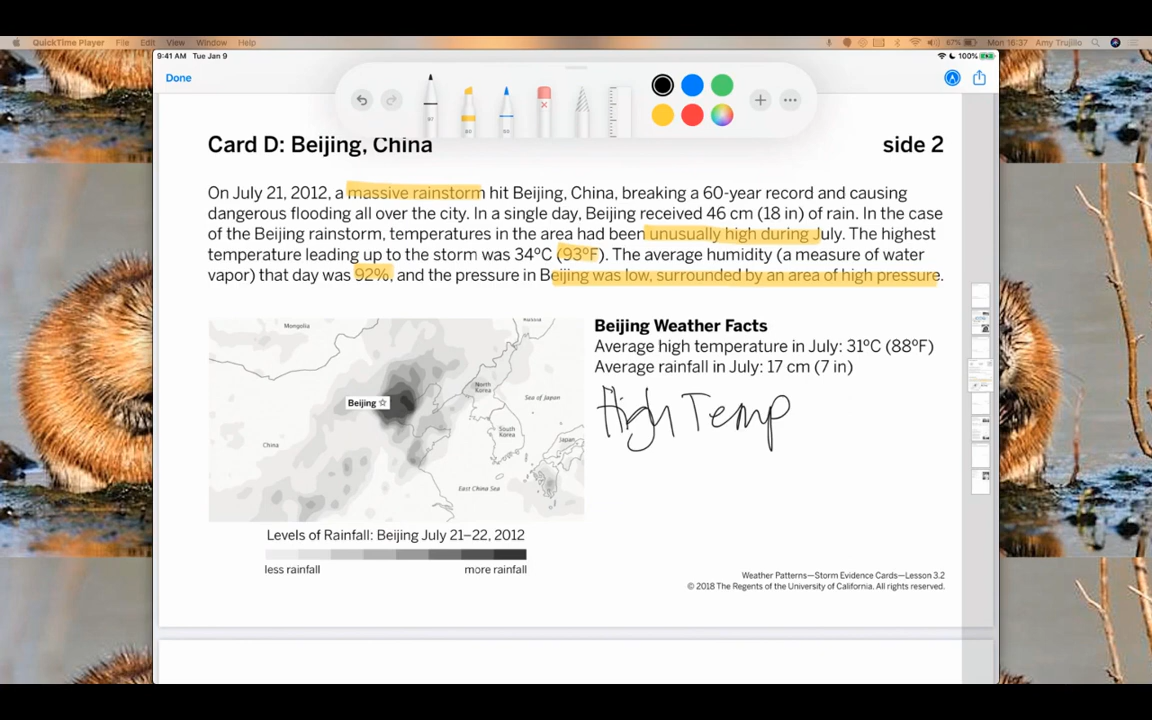 QuickTime Player File Edit View Window Help 67% Mon 16:37 Amy Trujillo
9:41 AM Tue Jan 9 100%
Done
Card D: Beijing, China side 2
On July 21, 2012, a massive rainstorm hit Beijing, China, breaking a 60-year record and causing
dangerous flooding all over the city. In a single day, Beijing received 46 cm (18 in) of rain. In the case
of the Beijing rainstorm, temperatures in the area had been unusually high during July. The highest
temperature leading up to the storm was 34ºC (93ºF). The average humidity (a measure of water
vapor) that day was 92%, and the pressure in Beijing was low, surrounded by an area of high pressure.
Mongolia
Russia
North
Korea
Beijing ☆
Sea of Japan
South
Korea
Japan
China
East China Sea
Levels of Rainfall: Beijing July 21–22, 2012
less rainfall more rainfall
Beijing Weather Facts
Average high temperature in July: 31ºC (88ºF)
Average rainfall in July: 17 cm (7 in)
High Temp
Weather Patterns—Storm Evidence Cards—Lesson 3.2
© 2018 The Regents of the University of California. All rights reserved.